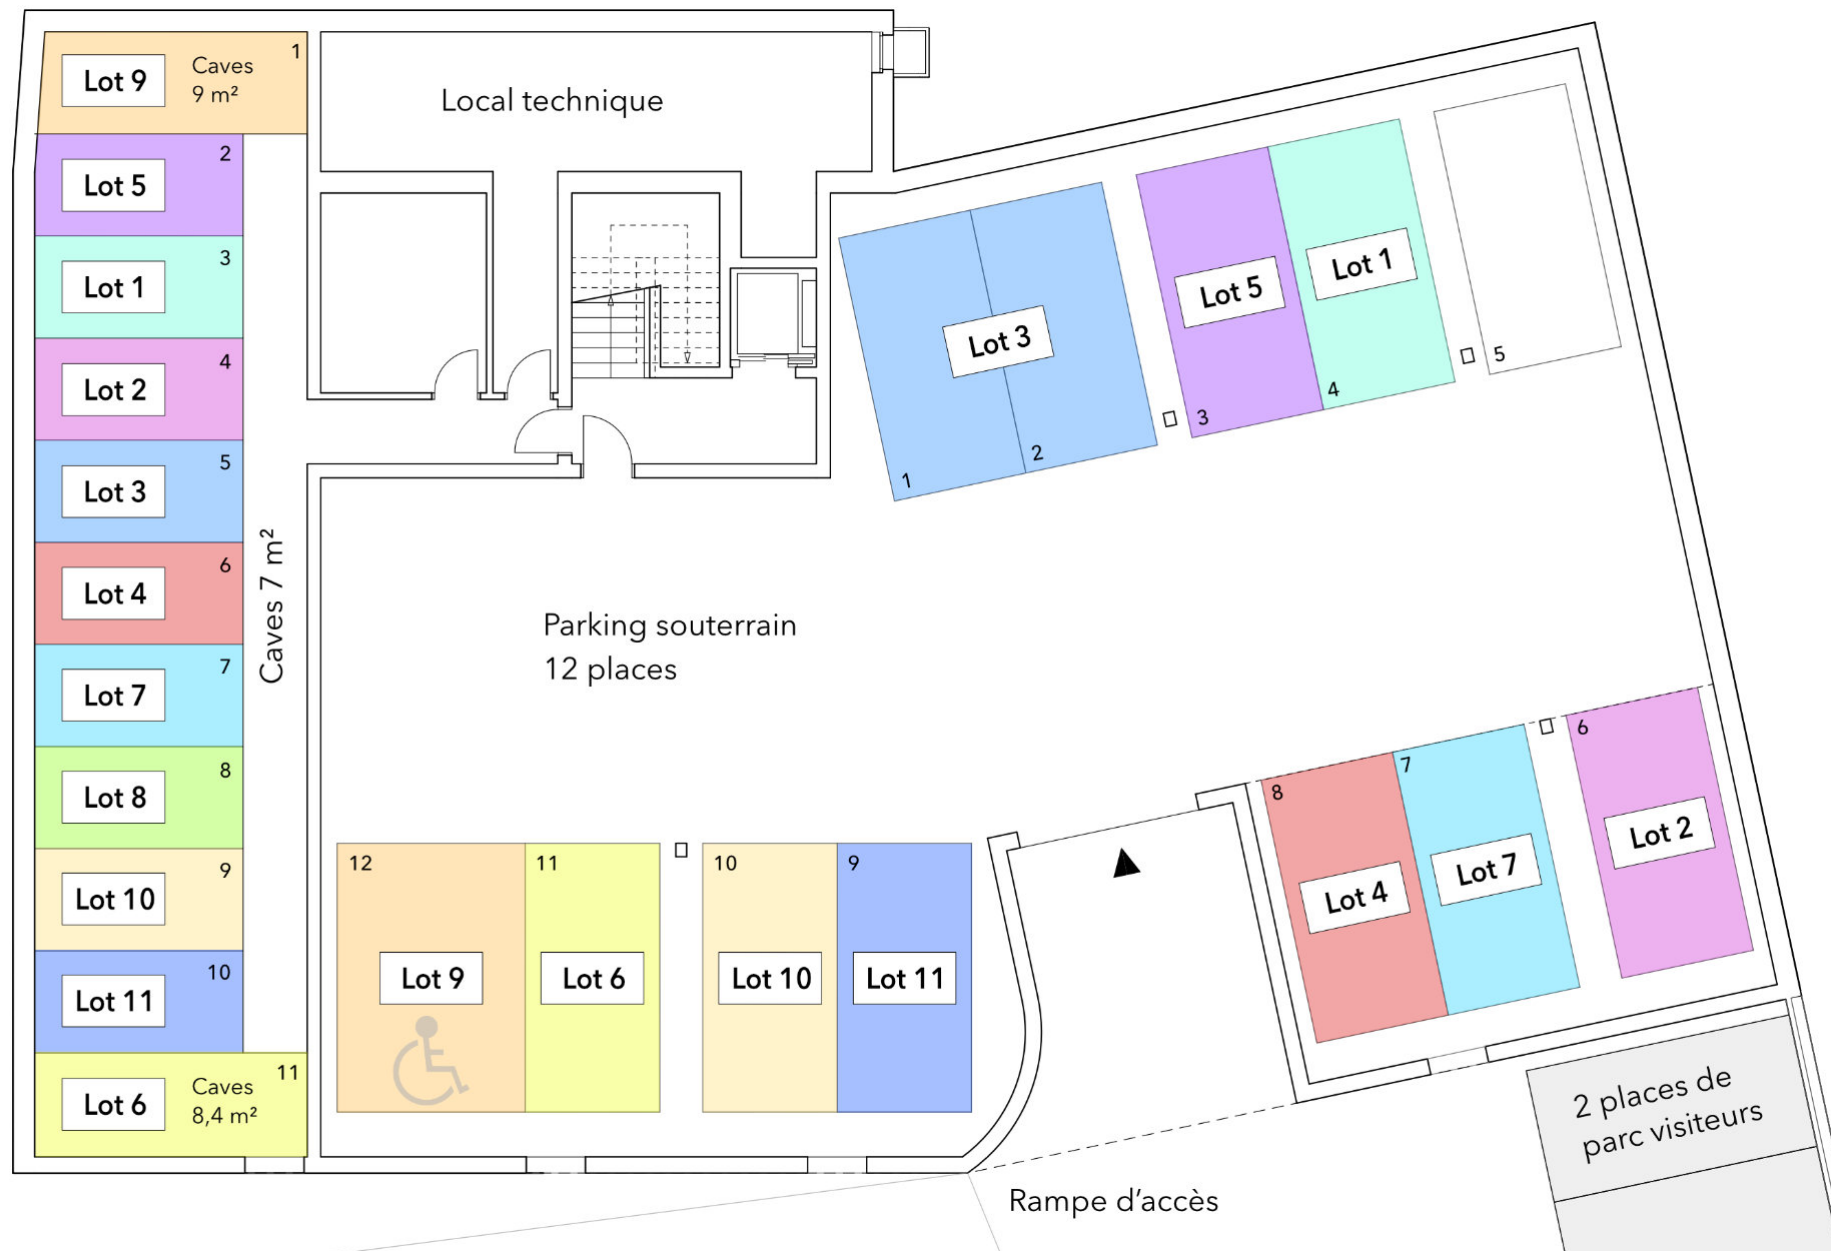 1
Lot 9
Caves
9 m²
2
Lot 5
3
Lot 1
4
Lot 2
5
Lot 3
6
Lot 4
7
Lot 7
8
Lot 8
9
Lot 10
10
Lot 11
11
Lot 6
Caves
8,4 m²
Caves 7 m²
Local technique
Lot 3
1
2
Lot 5
3
Lot 1
4
5
Parking souterrain
12 places
12
Lot 9
11
Lot 6
10
Lot 10
9
Lot 11
8
Lot 4
7
Lot 7
6
Lot 2
2 places de
parc visiteurs
Rampe d’accès